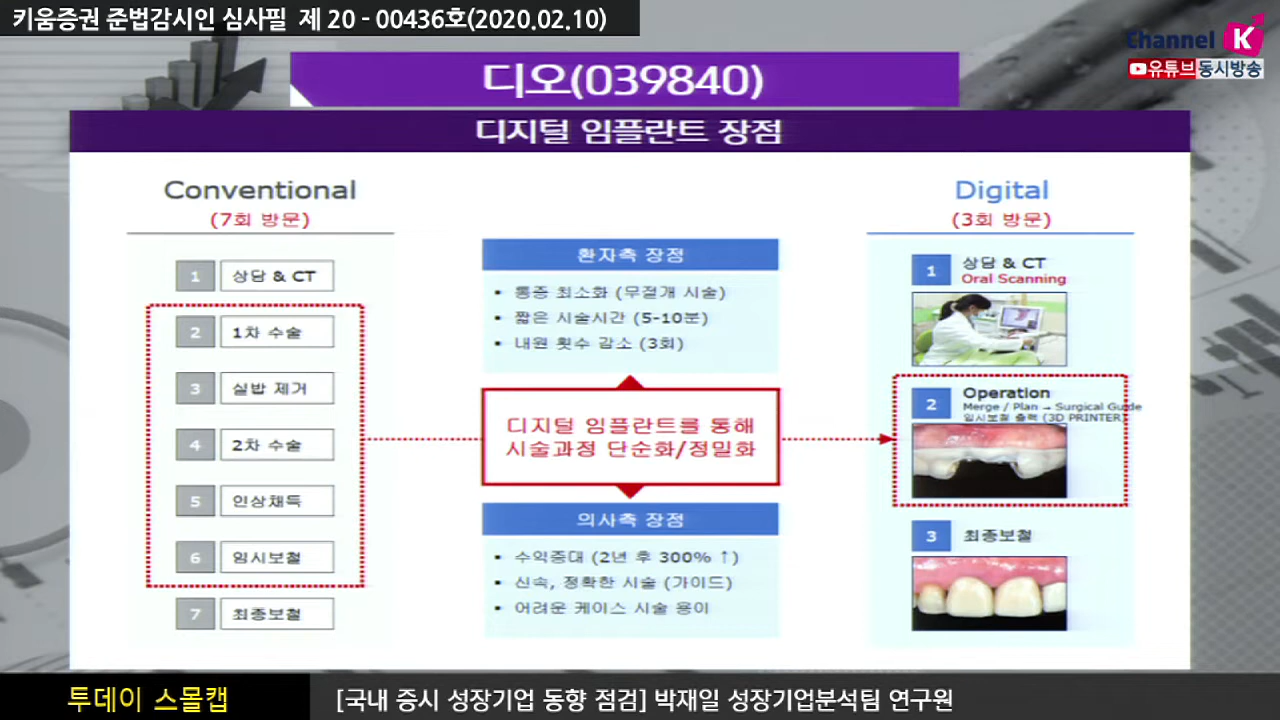 키움증권 준법감시인 심사필 제 20 - 00436호(2020.02.10)
Channel K
유튜브 동시방송
디오(039840)
디지털 임플란트 장점
Conventional
(7회 방문)
1 상담 & CT
2 1차 수술
3 실밥 제거
4 2차 수술
5 인상채득
6 임시보철
7 최종보철
환자측 장점
• 통증 최소화 (무절개 시술)
• 짧은 시술시간 (5-10분)
• 내원 횟수 감소 (3회)
디지털 임플란트를 통해
시술과정 단순화/정밀화
의사측 장점
• 수익증대 (2년 후 300% ↑)
• 신속, 정확한 시술 (가이드)
• 어려운 케이스 시술 용이
Digital
(3회 방문)
1 상담 & CT
Oral Scanning
2 Operation
Merge / Plan → Surgical Guide
임시보철 출력 (3D PRINTER)
3 최종보철
투데이 스몰캡
[국내 증시 성장기업 동향 점검] 박재일 성장기업분석팀 연구원